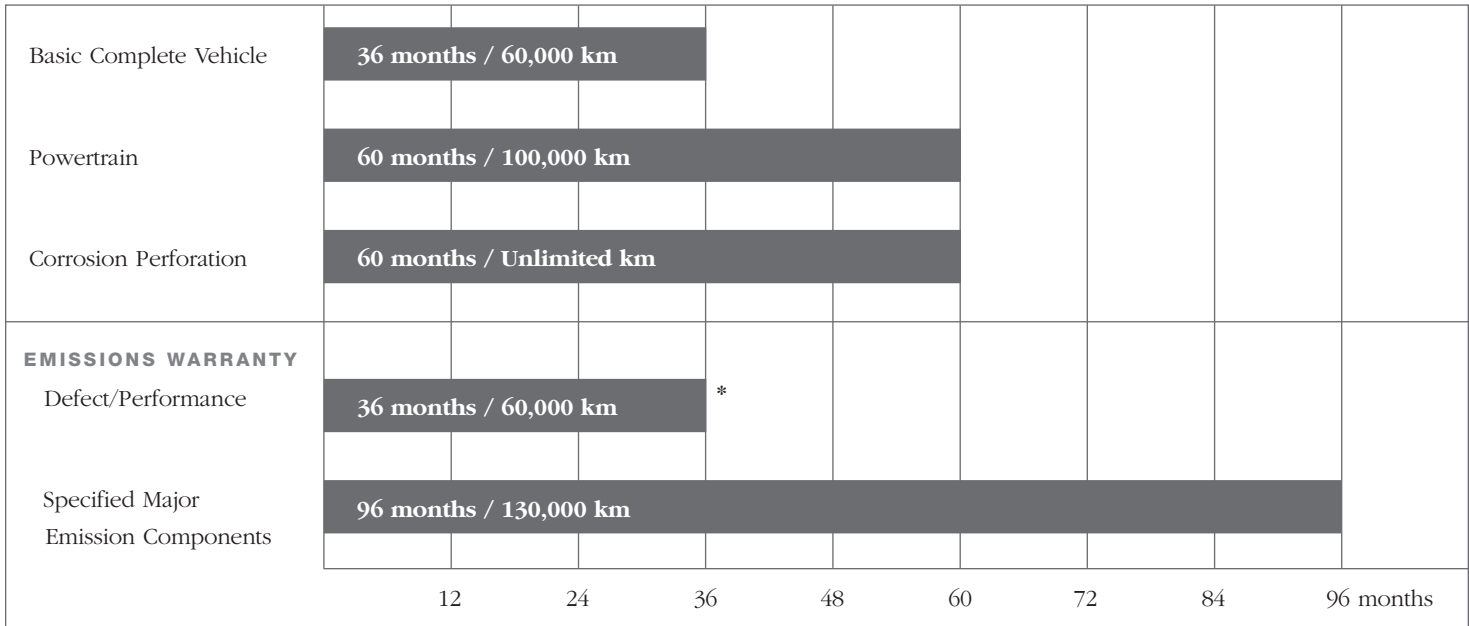 Basic Complete Vehicle
36 months / 60,000 km
Powertrain
60 months / 100,000 km
Corrosion Perforation
60 months / Unlimited km
EMISSIONS WARRANTY
Defect/Performance
36 months / 60,000 km *
Specified Major
Emission Components
96 months / 130,000 km
12 24 36 48 60 72 84 96 months